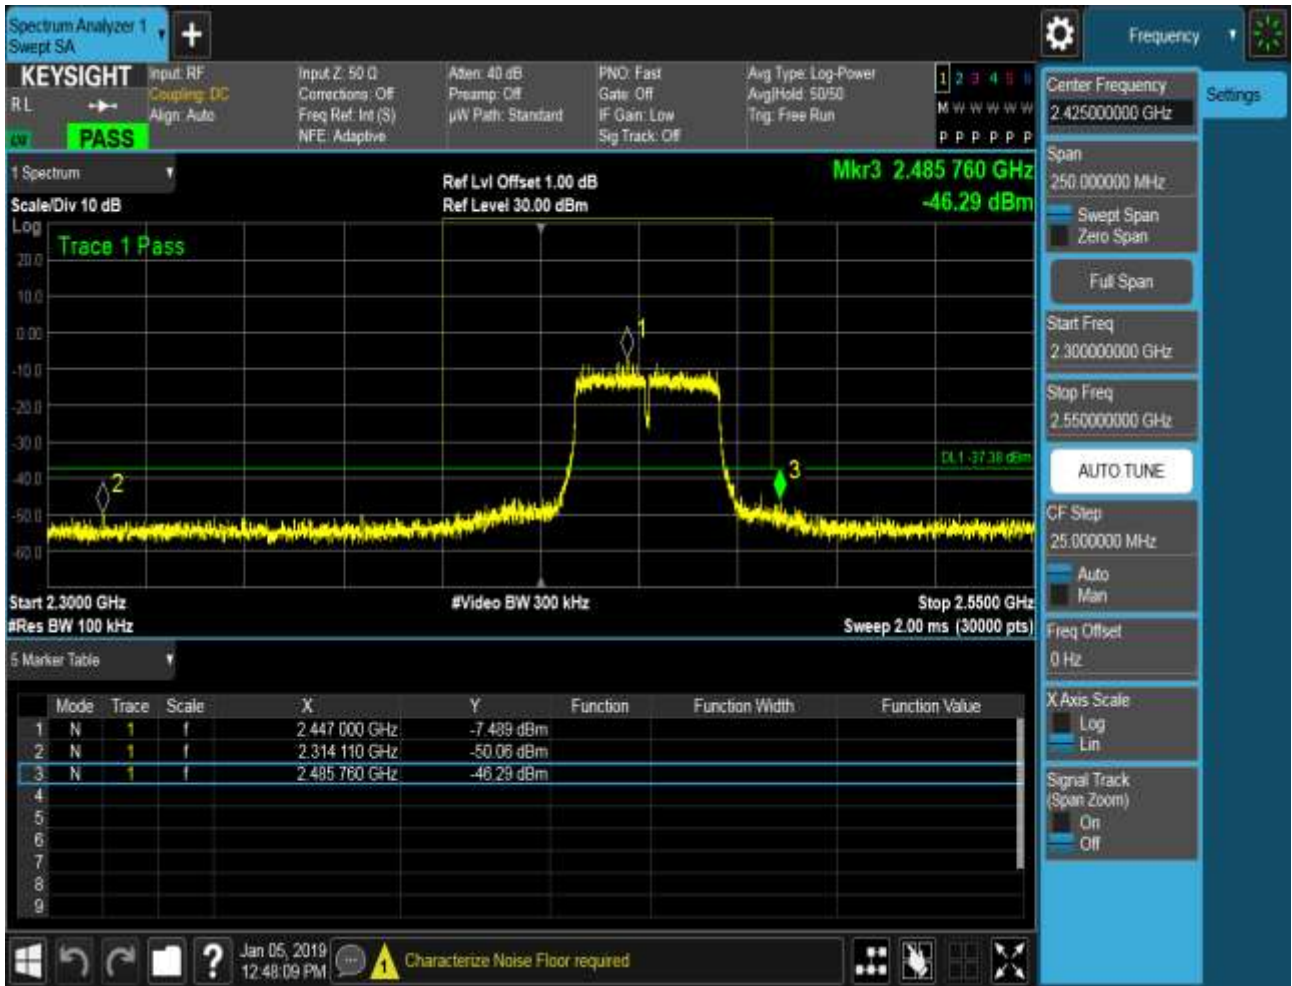 Spectrum Analyzer 1
Swept SA
+
Frequency
KEYSIGHT
RL
PASS
Input: RF
Coupling: DC
Align: Auto
Input Z: 50 Ω
Corrections: Off
Freq Ref: Int (S)
NFE: Adaptive
Atten: 40 dB
Preamp: Off
µW Path: Standard
PNO: Fast
Gate: Off
IF Gain: Low
Sig Track: Off
Avg Type: Log-Power
Avg|Hold: 50/50
Trig: Free Run
1 2 3 4 5 6
M W W W W W
P P P P P P
1 Spectrum
Scale/Div 10 dB
Ref Lvl Offset 1.00 dB
Ref Level 30.00 dBm
Mkr3 2.485 760 GHz
-46.29 dBm
Log
Trace 1 Pass
20.0
10.0
0.00
-10.0
-20.0
-30.0
-40.0
-50.0
-60.0
1
2
3
DL1 -37.38 dBm
Start 2.3000 GHz
#Video BW 300 kHz
Stop 2.5500 GHz
#Res BW 100 kHz
Sweep 2.00 ms (30000 pts)
5 Marker Table
Mode Trace Scale X Y Function Function Width Function Value
1 N 1 f 2.447 000 GHz -7.489 dBm
2 N 1 f 2.314 110 GHz -50.06 dBm
3 N 1 f 2.485 760 GHz -46.29 dBm
4
5
6
7
8
9
Jan 05, 2019
12:48:09 PM
?
1
Characterize Noise Floor required
Center Frequency
2.425000000 GHz
Settings
Span
250.000000 MHz
Swept Span
Zero Span
Full Span
Start Freq
2.300000000 GHz
Stop Freq
2.550000000 GHz
AUTO TUNE
CF Step
25.000000 MHz
Auto
Man
Freq Offset
0 Hz
X Axis Scale
Log
Lin
Signal Track
(Span Zoom)
On
Off